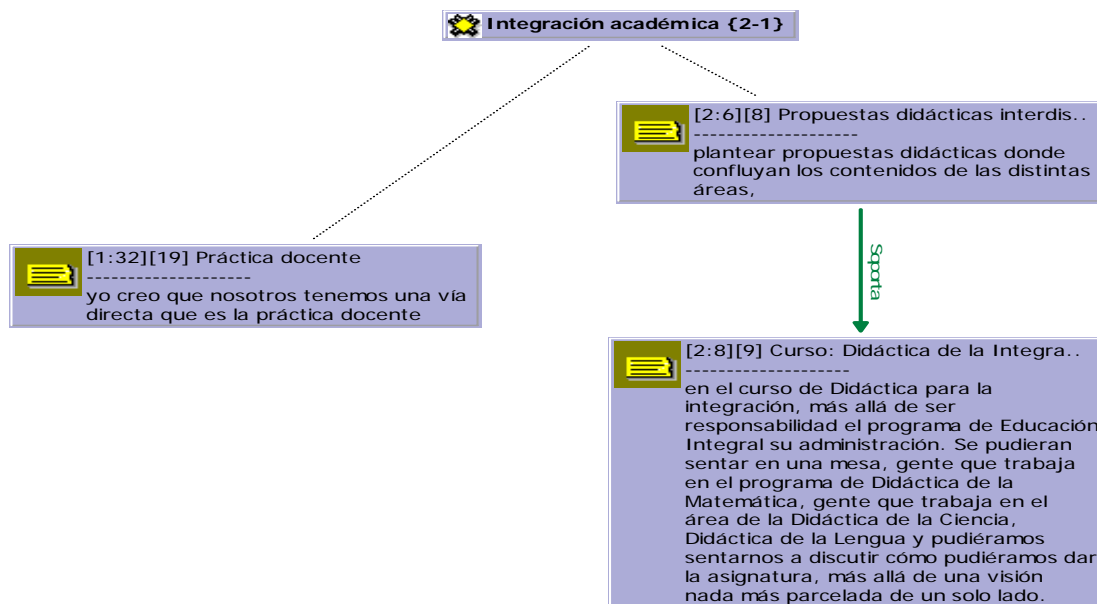 Integración académica {2-1}
[2:6][8] Propuestas didácticas interdis..
--------------------
plantear propuestas didácticas donde
confluyan los contenidos de las distintas
áreas,
[1:32][19] Práctica docente
--------------------
yo creo que nosotros tenemos una vía
directa que es la práctica docente
Soporta
[2:8][9] Curso: Didáctica de la Integra..
--------------------
en el curso de Didáctica para la
integración, más allá de ser
responsabilidad el programa de Educación
Integral su administración. Se pudieran
sentar en una mesa, gente que trabaja
en el programa de Didáctica de la
Matemática, gente que trabaja en el
área de la Didáctica de la Ciencia,
Didáctica de la Lengua y pudiéramos
sentarnos a discutir cómo pudiéramos dar
la asignatura, más allá de una visión
nada más parcelada de un solo lado.